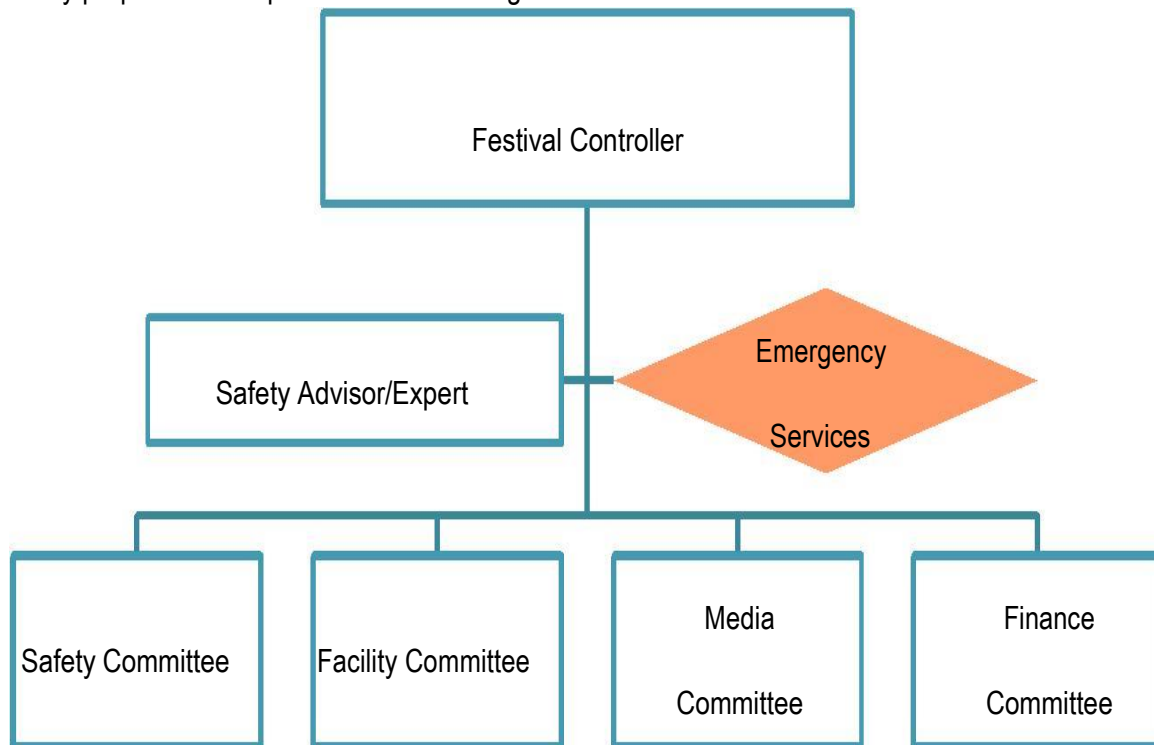 Festival Controller
Emergency
Safety Advisor/Expert
Services
Media
Finance
Safety Committee
Facility Committee
Committee
Committee